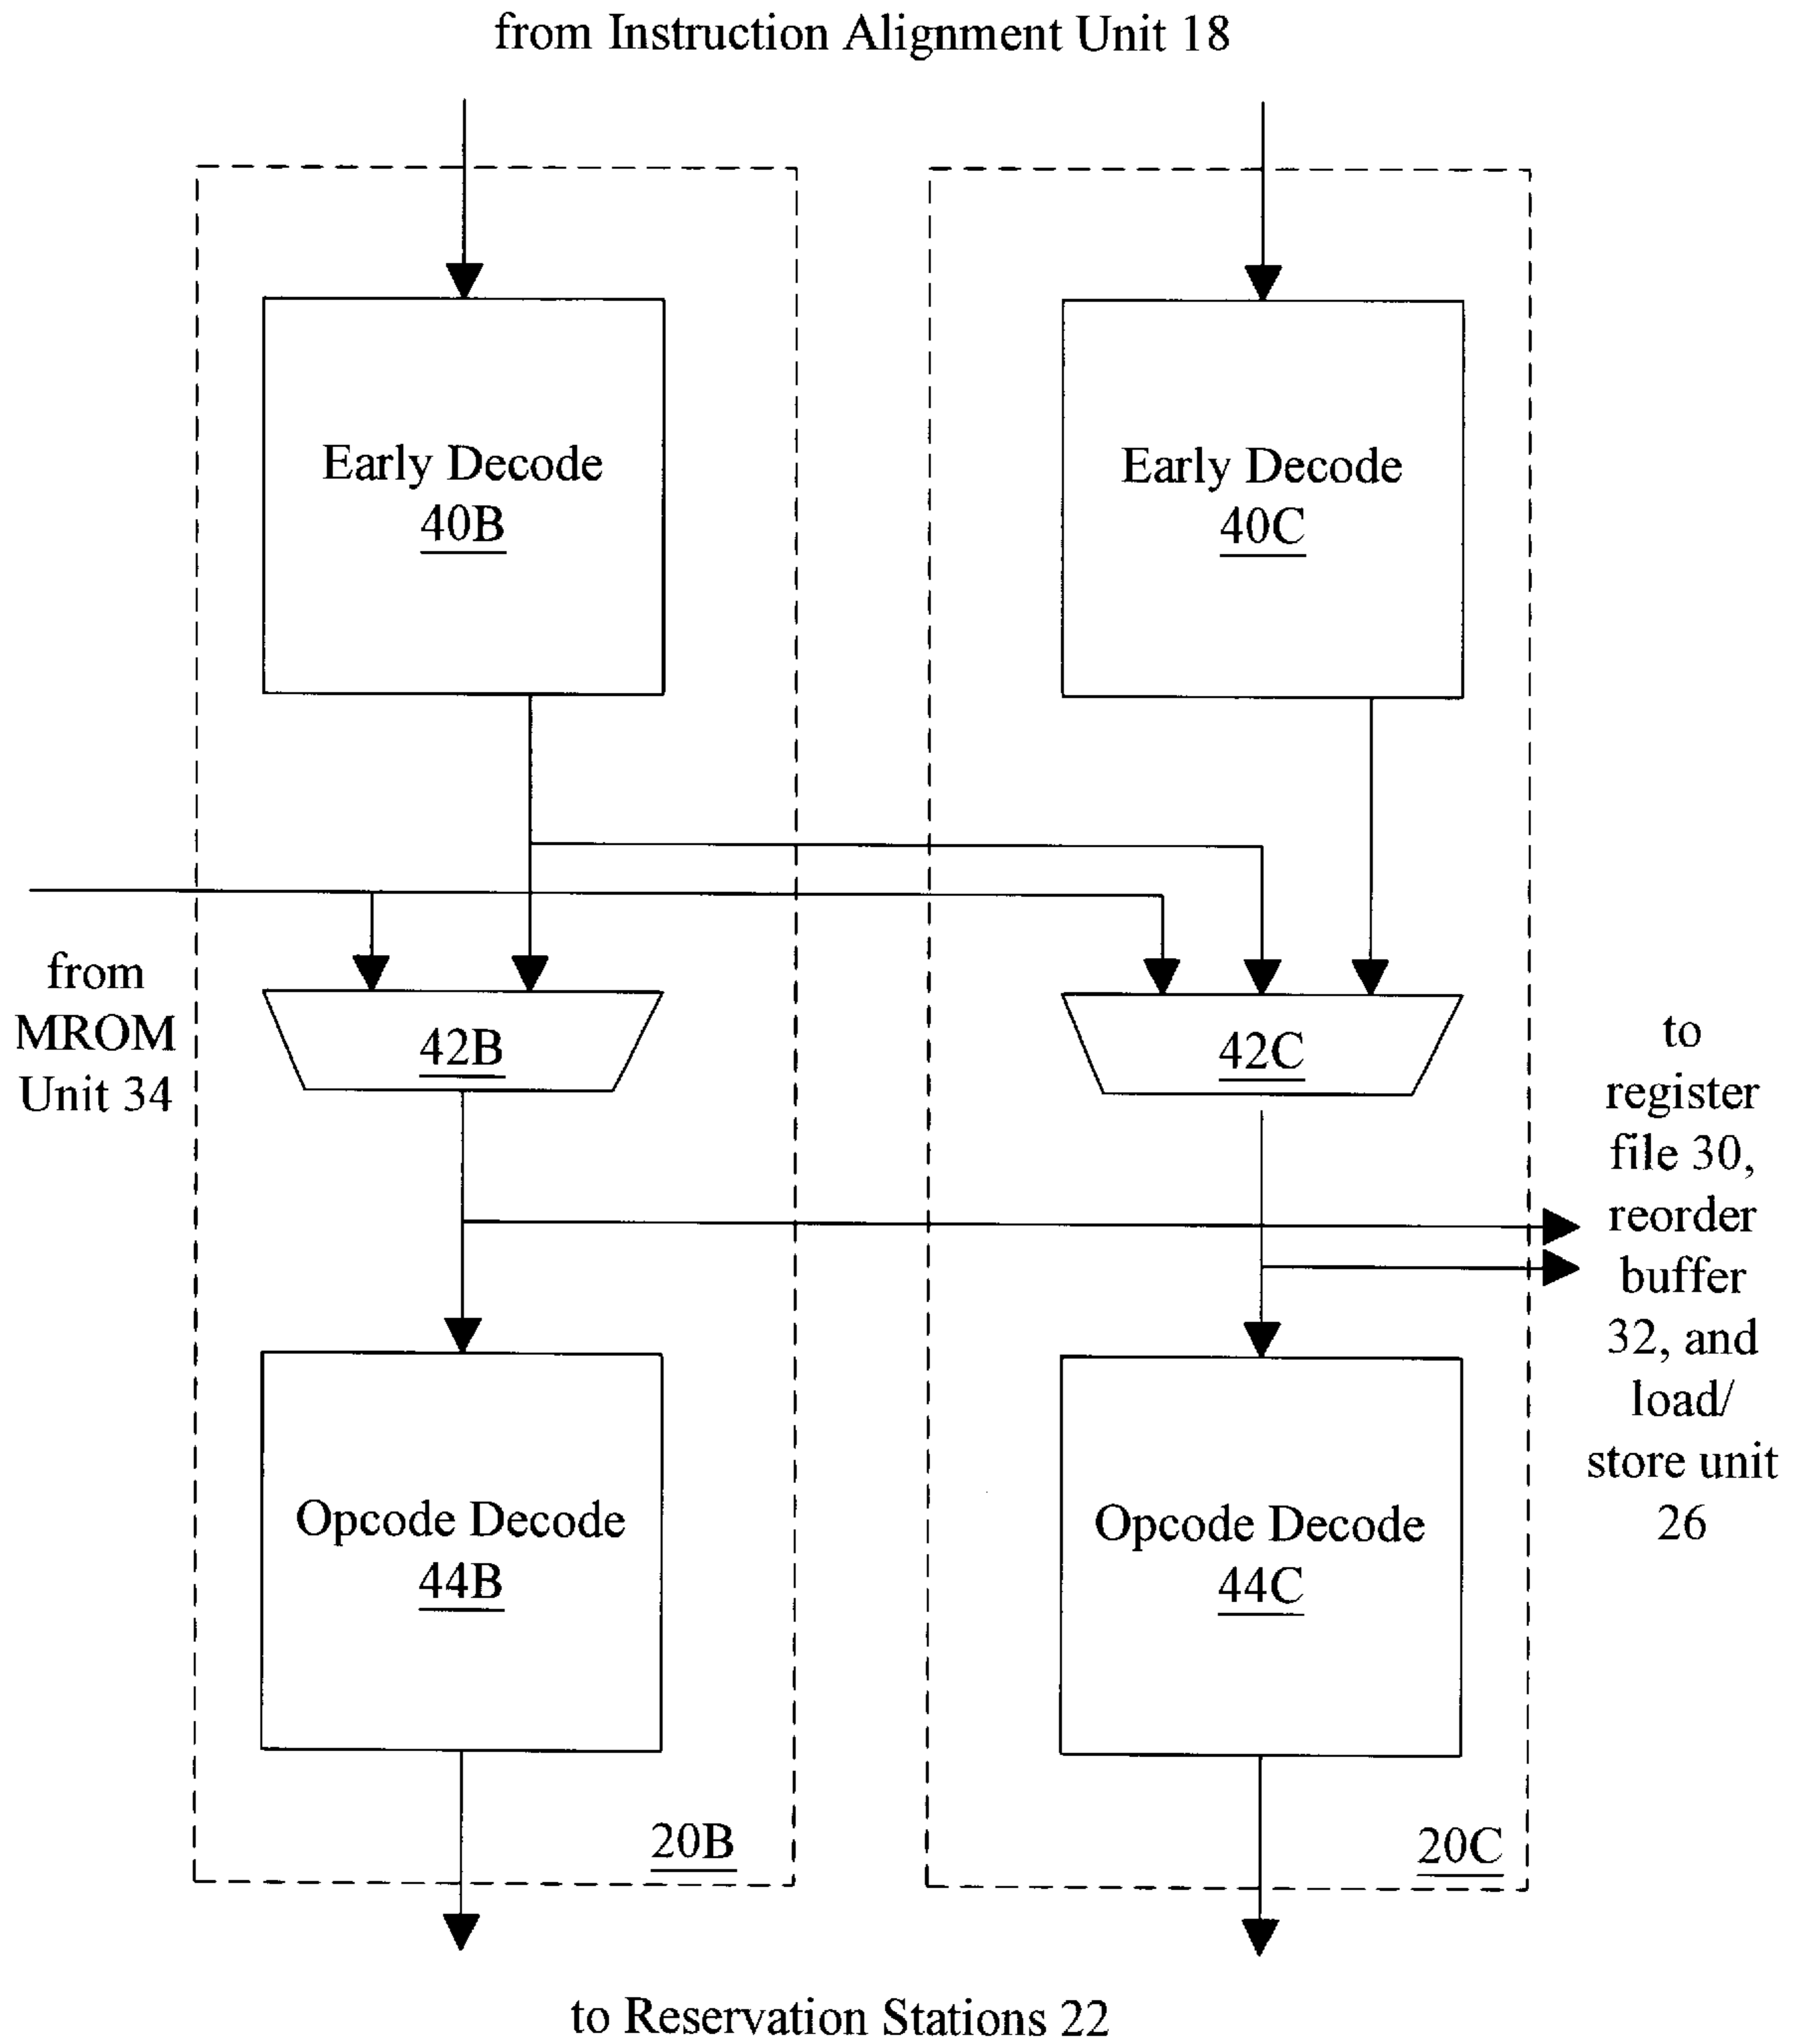 from Instruction Alignment Unit 18
Early Decode
40B
Early Decode
40C
from
MROM
Unit 34
42B
42C
to
register
file 30,
reorder
buffer
32, and
load/
store unit
26
Opcode Decode
44B
Opcode Decode
44C
20B
20C
to Reservation Stations 22